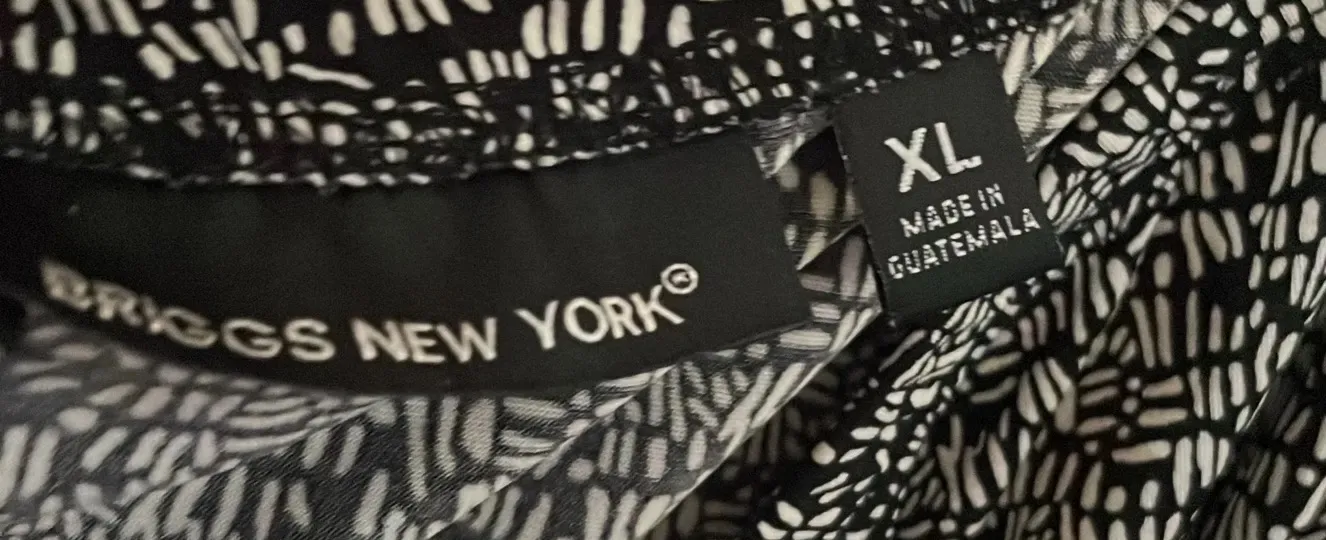 BRIGGS NEW YORK®
XL
MADE IN
GUATEMALA